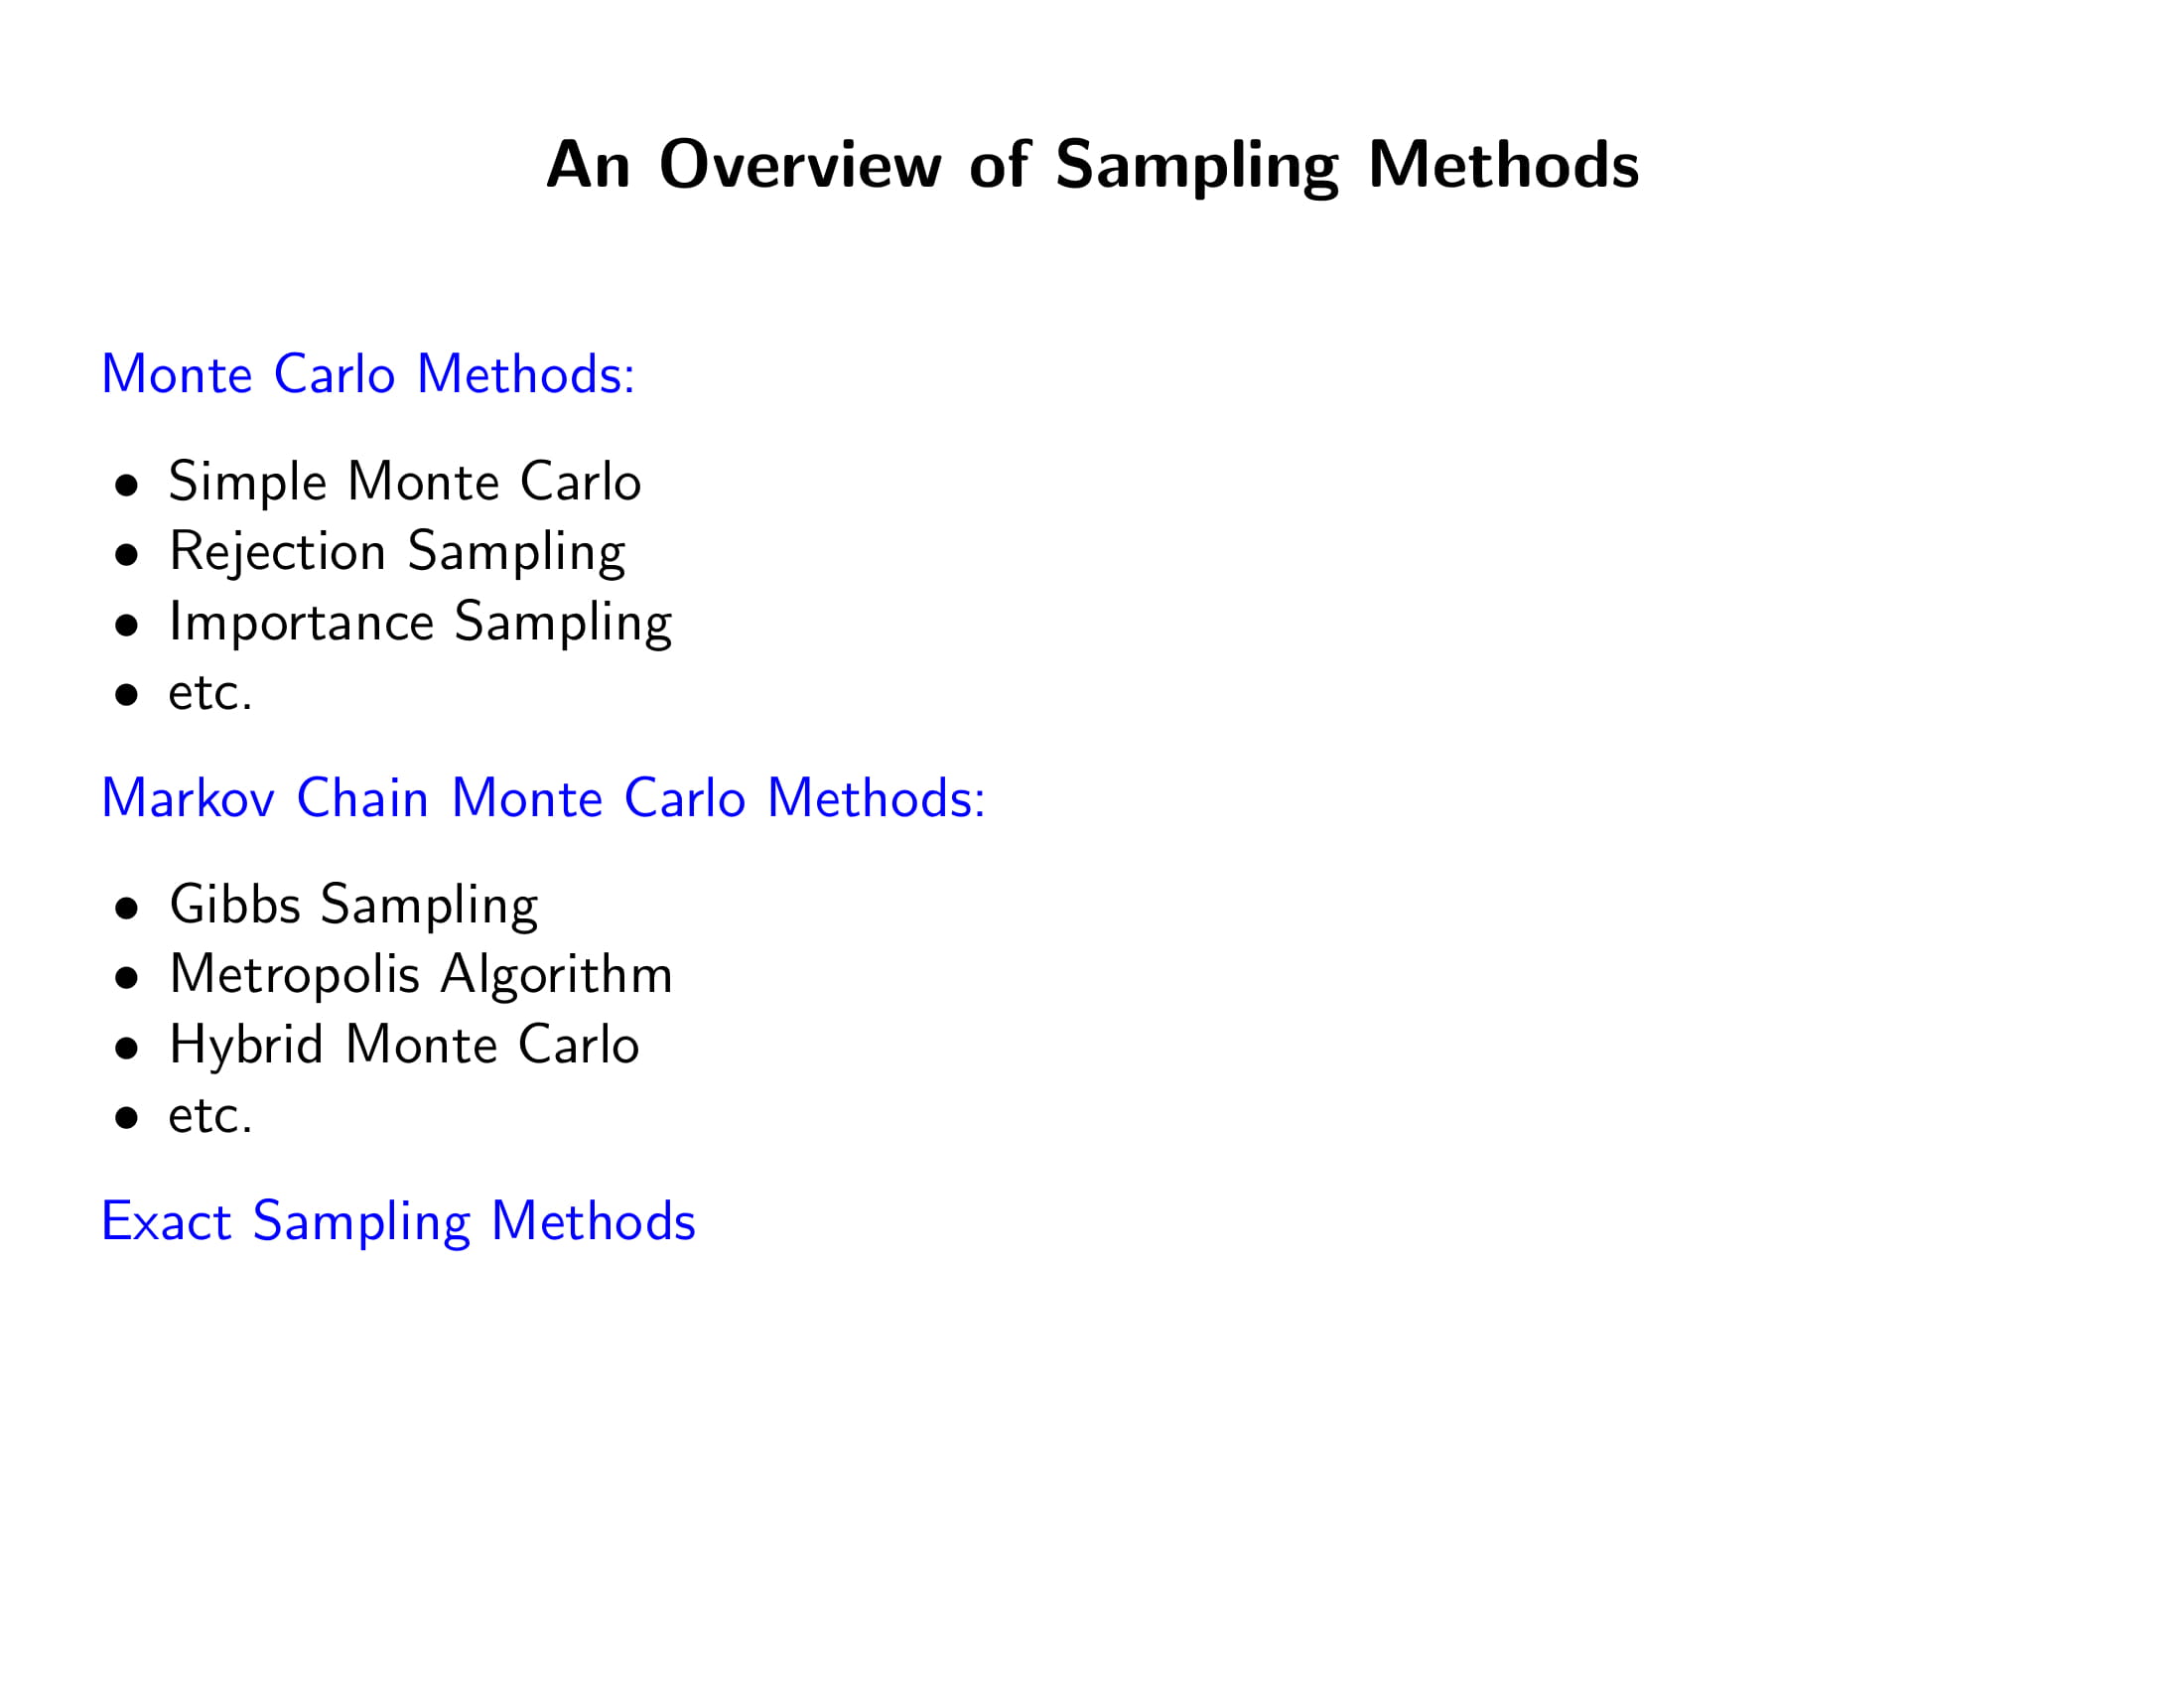 An Overview of Sampling Methods
Monte Carlo Methods:
• Simple Monte Carlo
• Rejection Sampling
• Importance Sampling
• etc.
Markov Chain Monte Carlo Methods:
• Gibbs Sampling
• Metropolis Algorithm
• Hybrid Monte Carlo
• etc.
Exact Sampling Methods